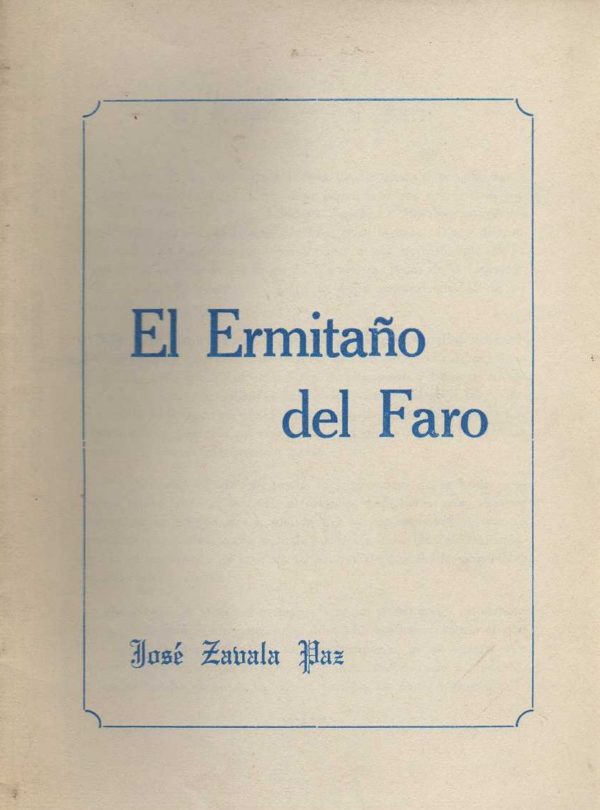 El Ermitaño
del Faro
José Zavala Paz